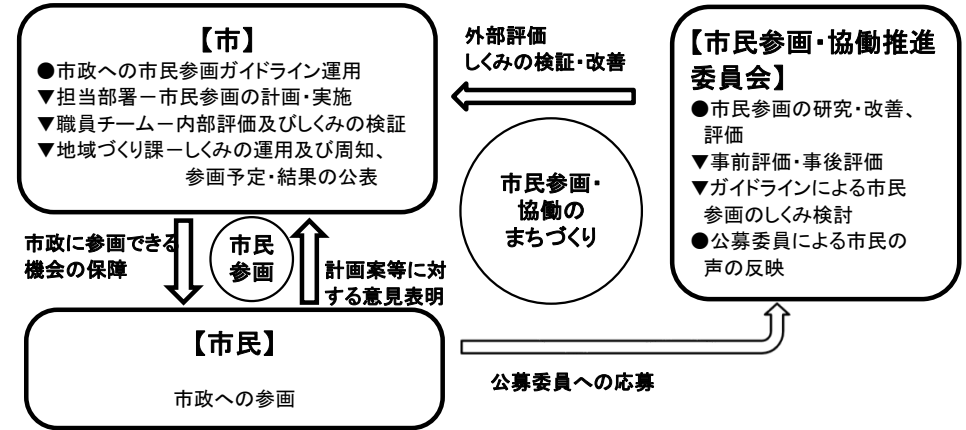 【市】
●市政への市民参画ガイドライン運用
▼担当部署－市民参画の計画・実施
▼職員チーム－内部評価及びしくみの検証
▼地域づくり課－しくみの運用及び周知、
参画予定・結果の公表
外部評価
しくみの検証・改善
【市民参画・協働推進
委員会】
●市民参画の研究・改善、
評価
▼事前評価・事後評価
▼ガイドラインによる市民
参画のしくみ検討
●公募委員による市民の
声の反映
市民参画・
協働の
まちづくり
市政に参画できる
機会の保障
市民
参画
計画案等に対
する意見表明
【市民】
市政への参画
公募委員への応募